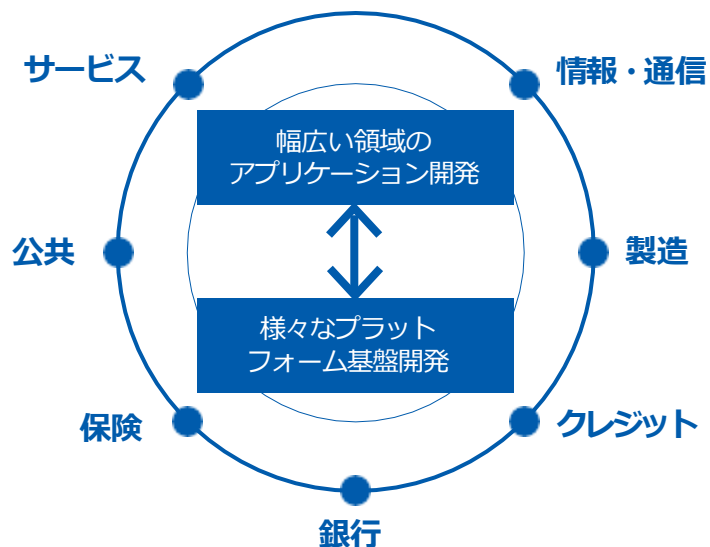 サービス
情報・通信
幅広い領域の
アプリケーション開発
公共
製造
様々なプラット
フォーム基盤開発
保険
クレジット
銀行